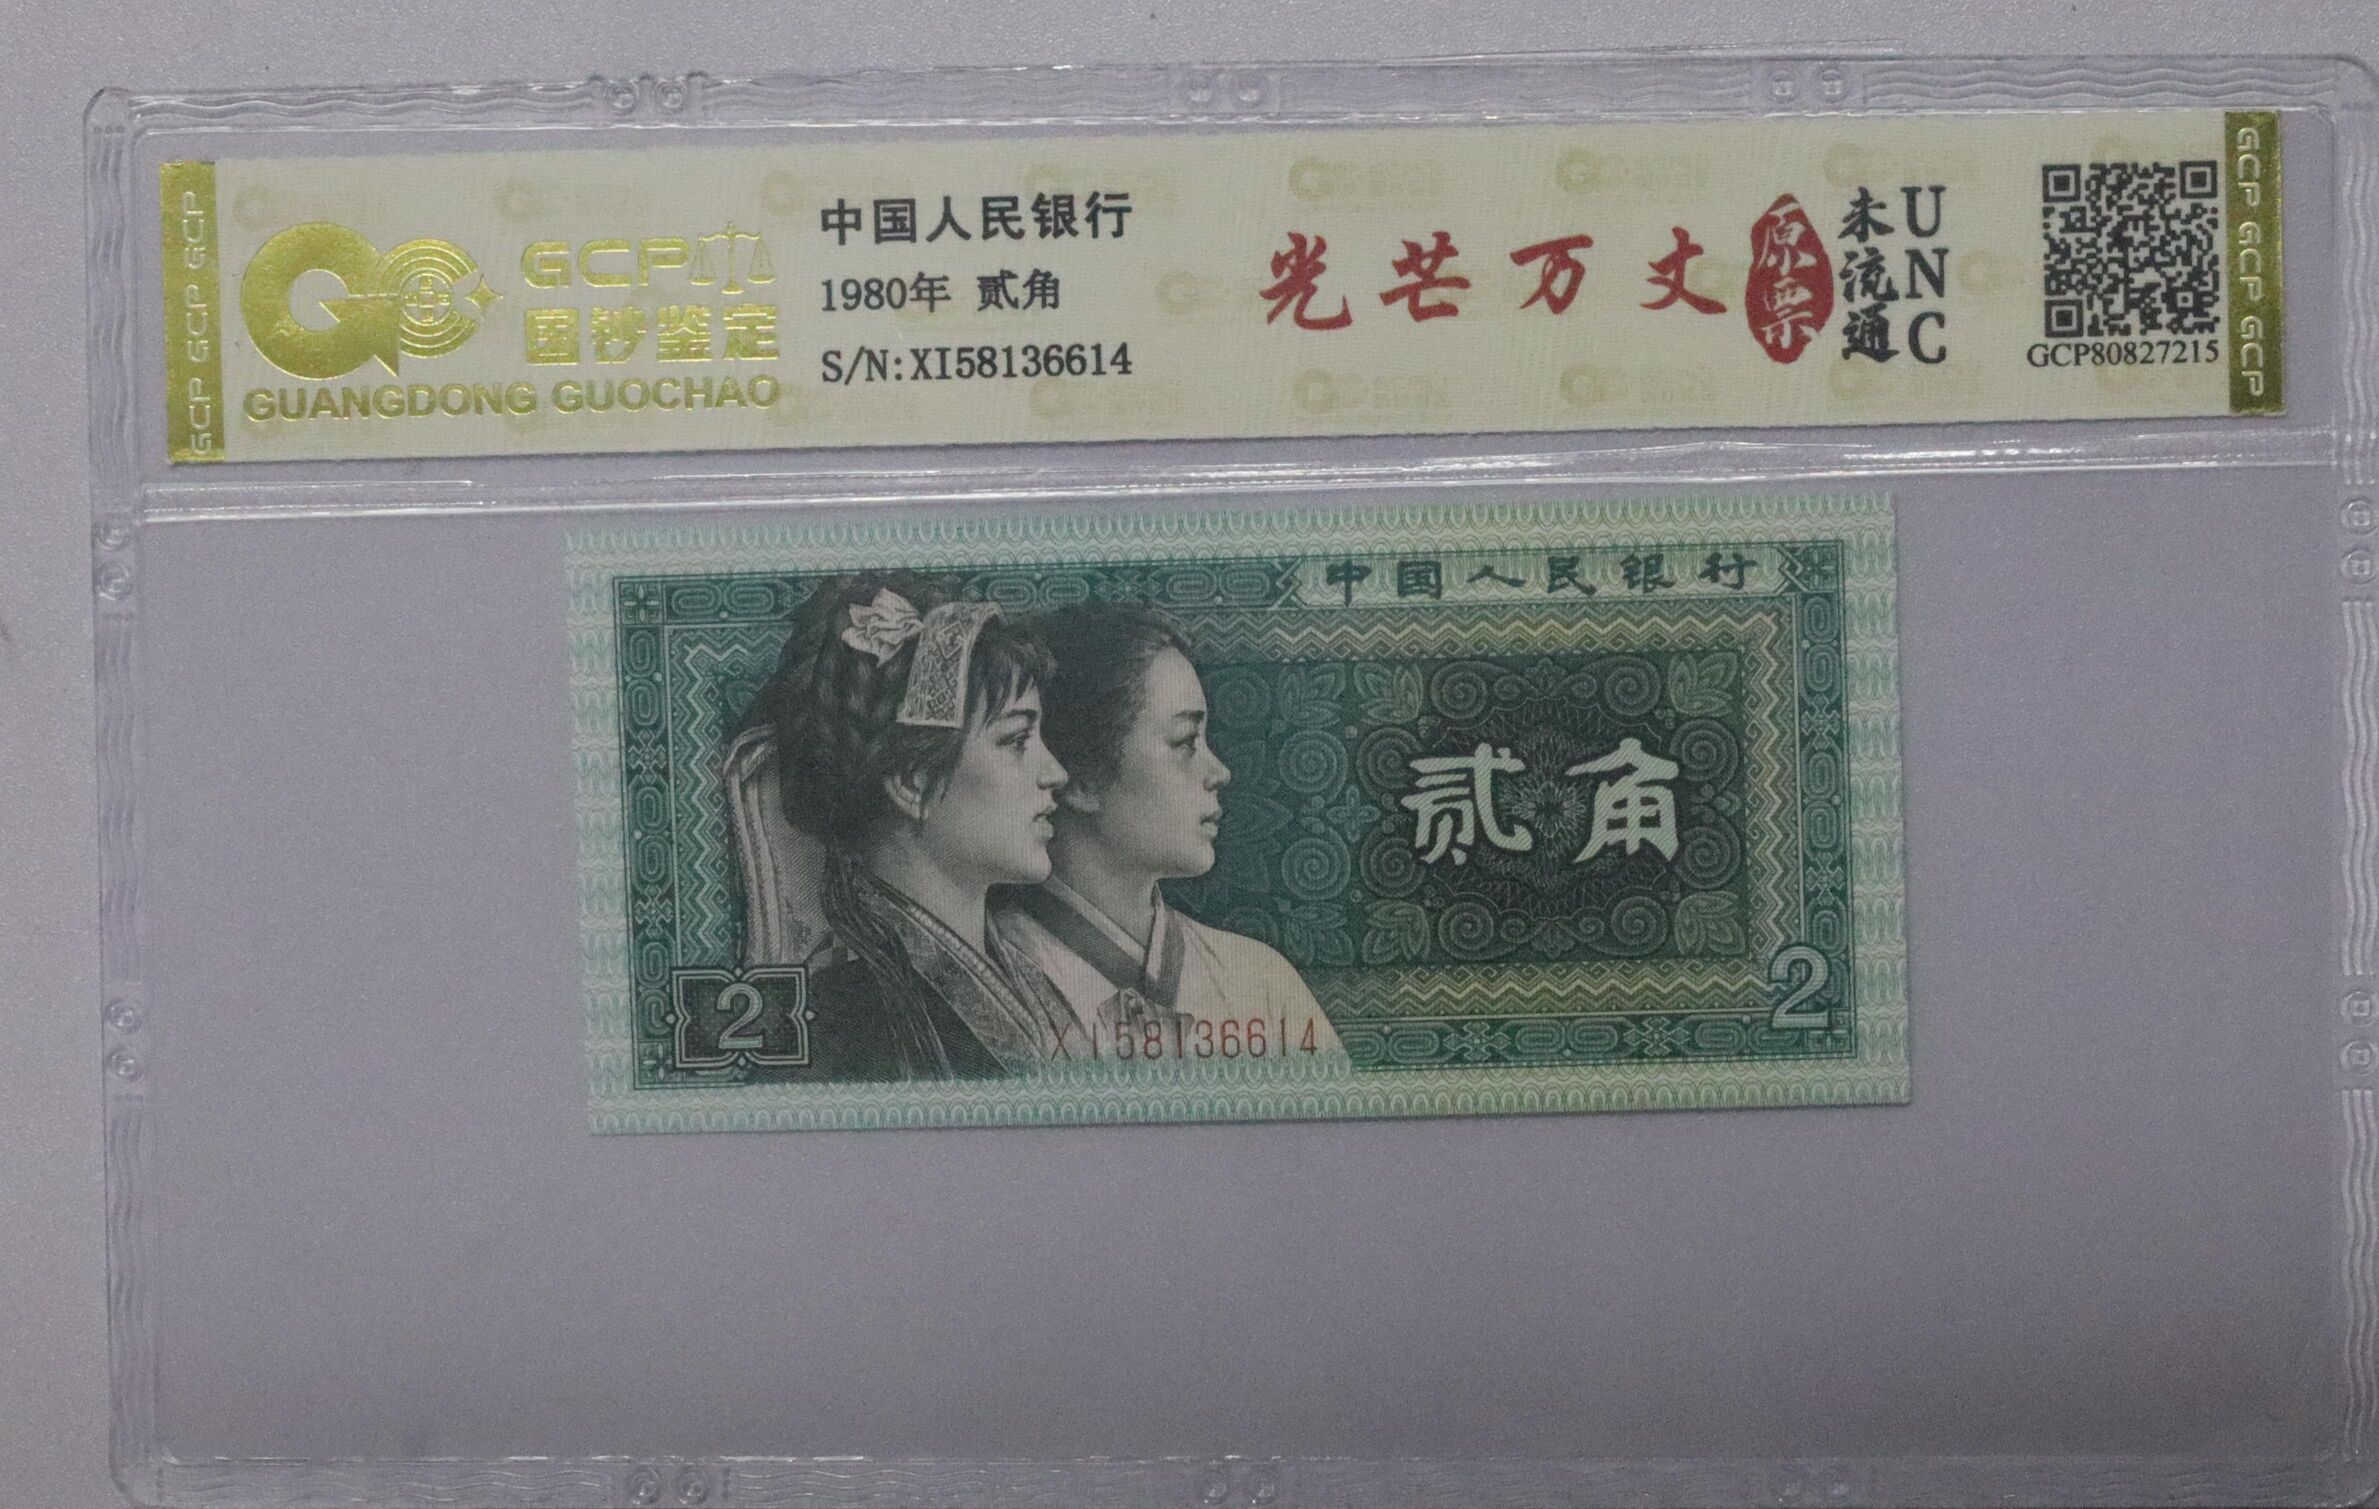 GCP GCP GCP
GCP
国钞鉴定
GUANGDONG GUOCHAO
中国人民银行
1980年 贰角
S/N:XI58136614
光芒万丈
原票
未流通
UNC
GCP80827215
GCP GCP GCP
中国人民银行
贰角
2
2
XI58136614